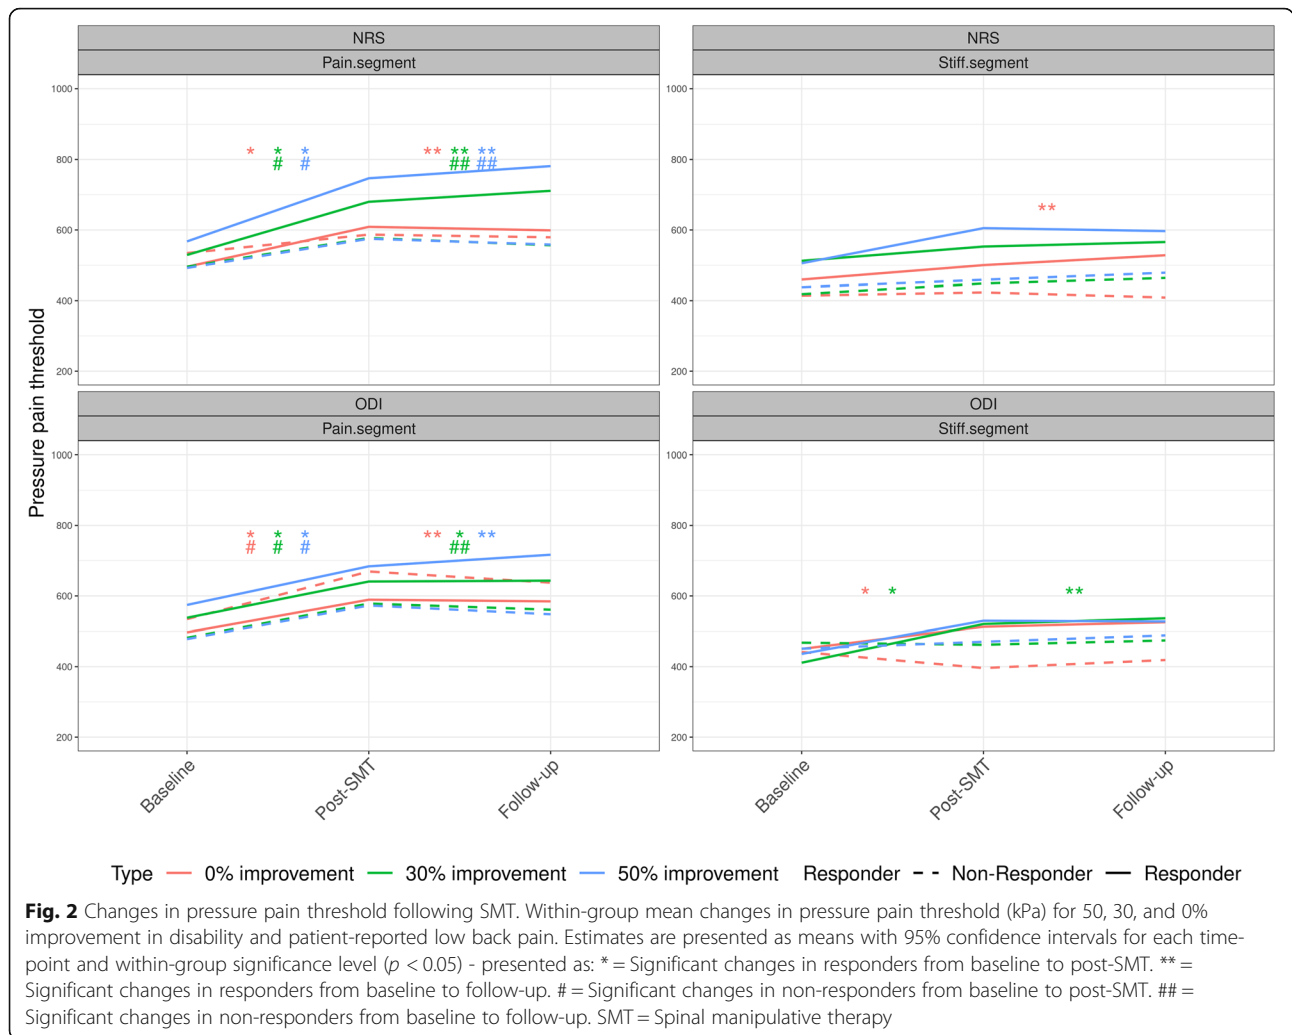 NRS
NRS
Pain.segment
Stiff.segment
1000
800
600
400
200
* * *
# #
** ** **
## ##
1000
800
600
400
200
**
Pressure pain threshold
ODI
ODI
Pain.segment
Stiff.segment
1000
800
600
400
200
* * *
# # #
** * **
##
1000
800
600
400
200
* *
**
Baseline
Post-SMT
Follow-up
Baseline
Post-SMT
Follow-up
Type 0% improvement 30% improvement 50% improvement Responder Non-Responder Responder
Fig. 2 Changes in pressure pain threshold following SMT. Within-group mean changes in pressure pain threshold (kPa) for 50, 30, and 0%
improvement in disability and patient-reported low back pain. Estimates are presented as means with 95% confidence intervals for each time-
point and within-group significance level (p < 0.05) - presented as: * = Significant changes in responders from baseline to post-SMT. ** =
Significant changes in responders from baseline to follow-up. # = Significant changes in non-responders from baseline to post-SMT. ## =
Significant changes in non-responders from baseline to follow-up. SMT = Spinal manipulative therapy